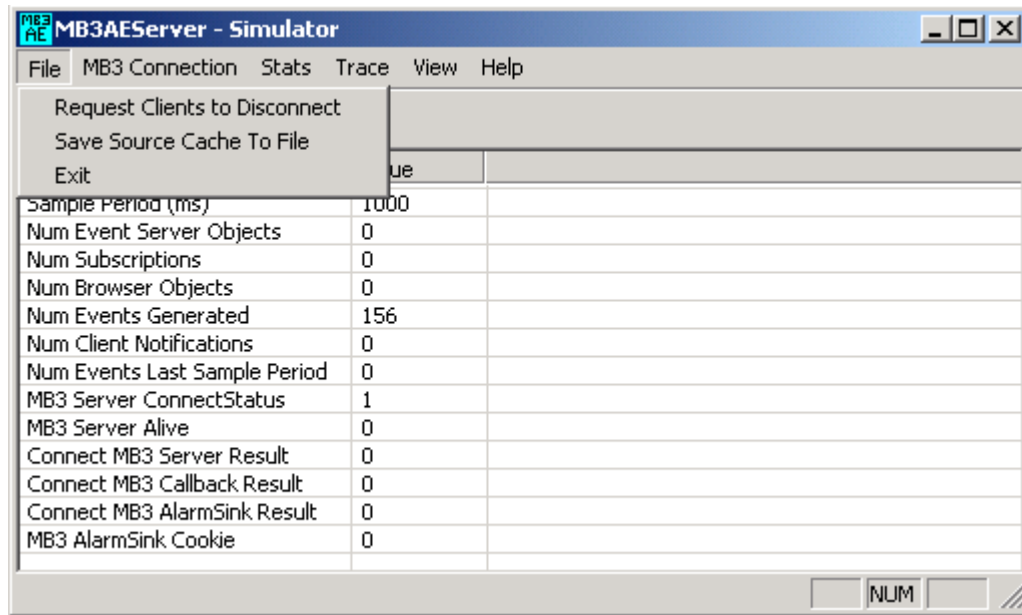 MB3 AE MB3AEServer - Simulator
File MB3 Connection Stats Trace View Help
Request Clients to Disconnect
Save Source Cache To File
Exit
ue
Sample Period (ms) 1000
Num Event Server Objects 0
Num Subscriptions 0
Num Browser Objects 0
Num Events Generated 156
Num Client Notifications 0
Num Events Last Sample Period 0
MB3 Server ConnectStatus 1
MB3 Server Alive 0
Connect MB3 Server Result 0
Connect MB3 Callback Result 0
Connect MB3 AlarmSink Result 0
MB3 AlarmSink Cookie 0
NUM